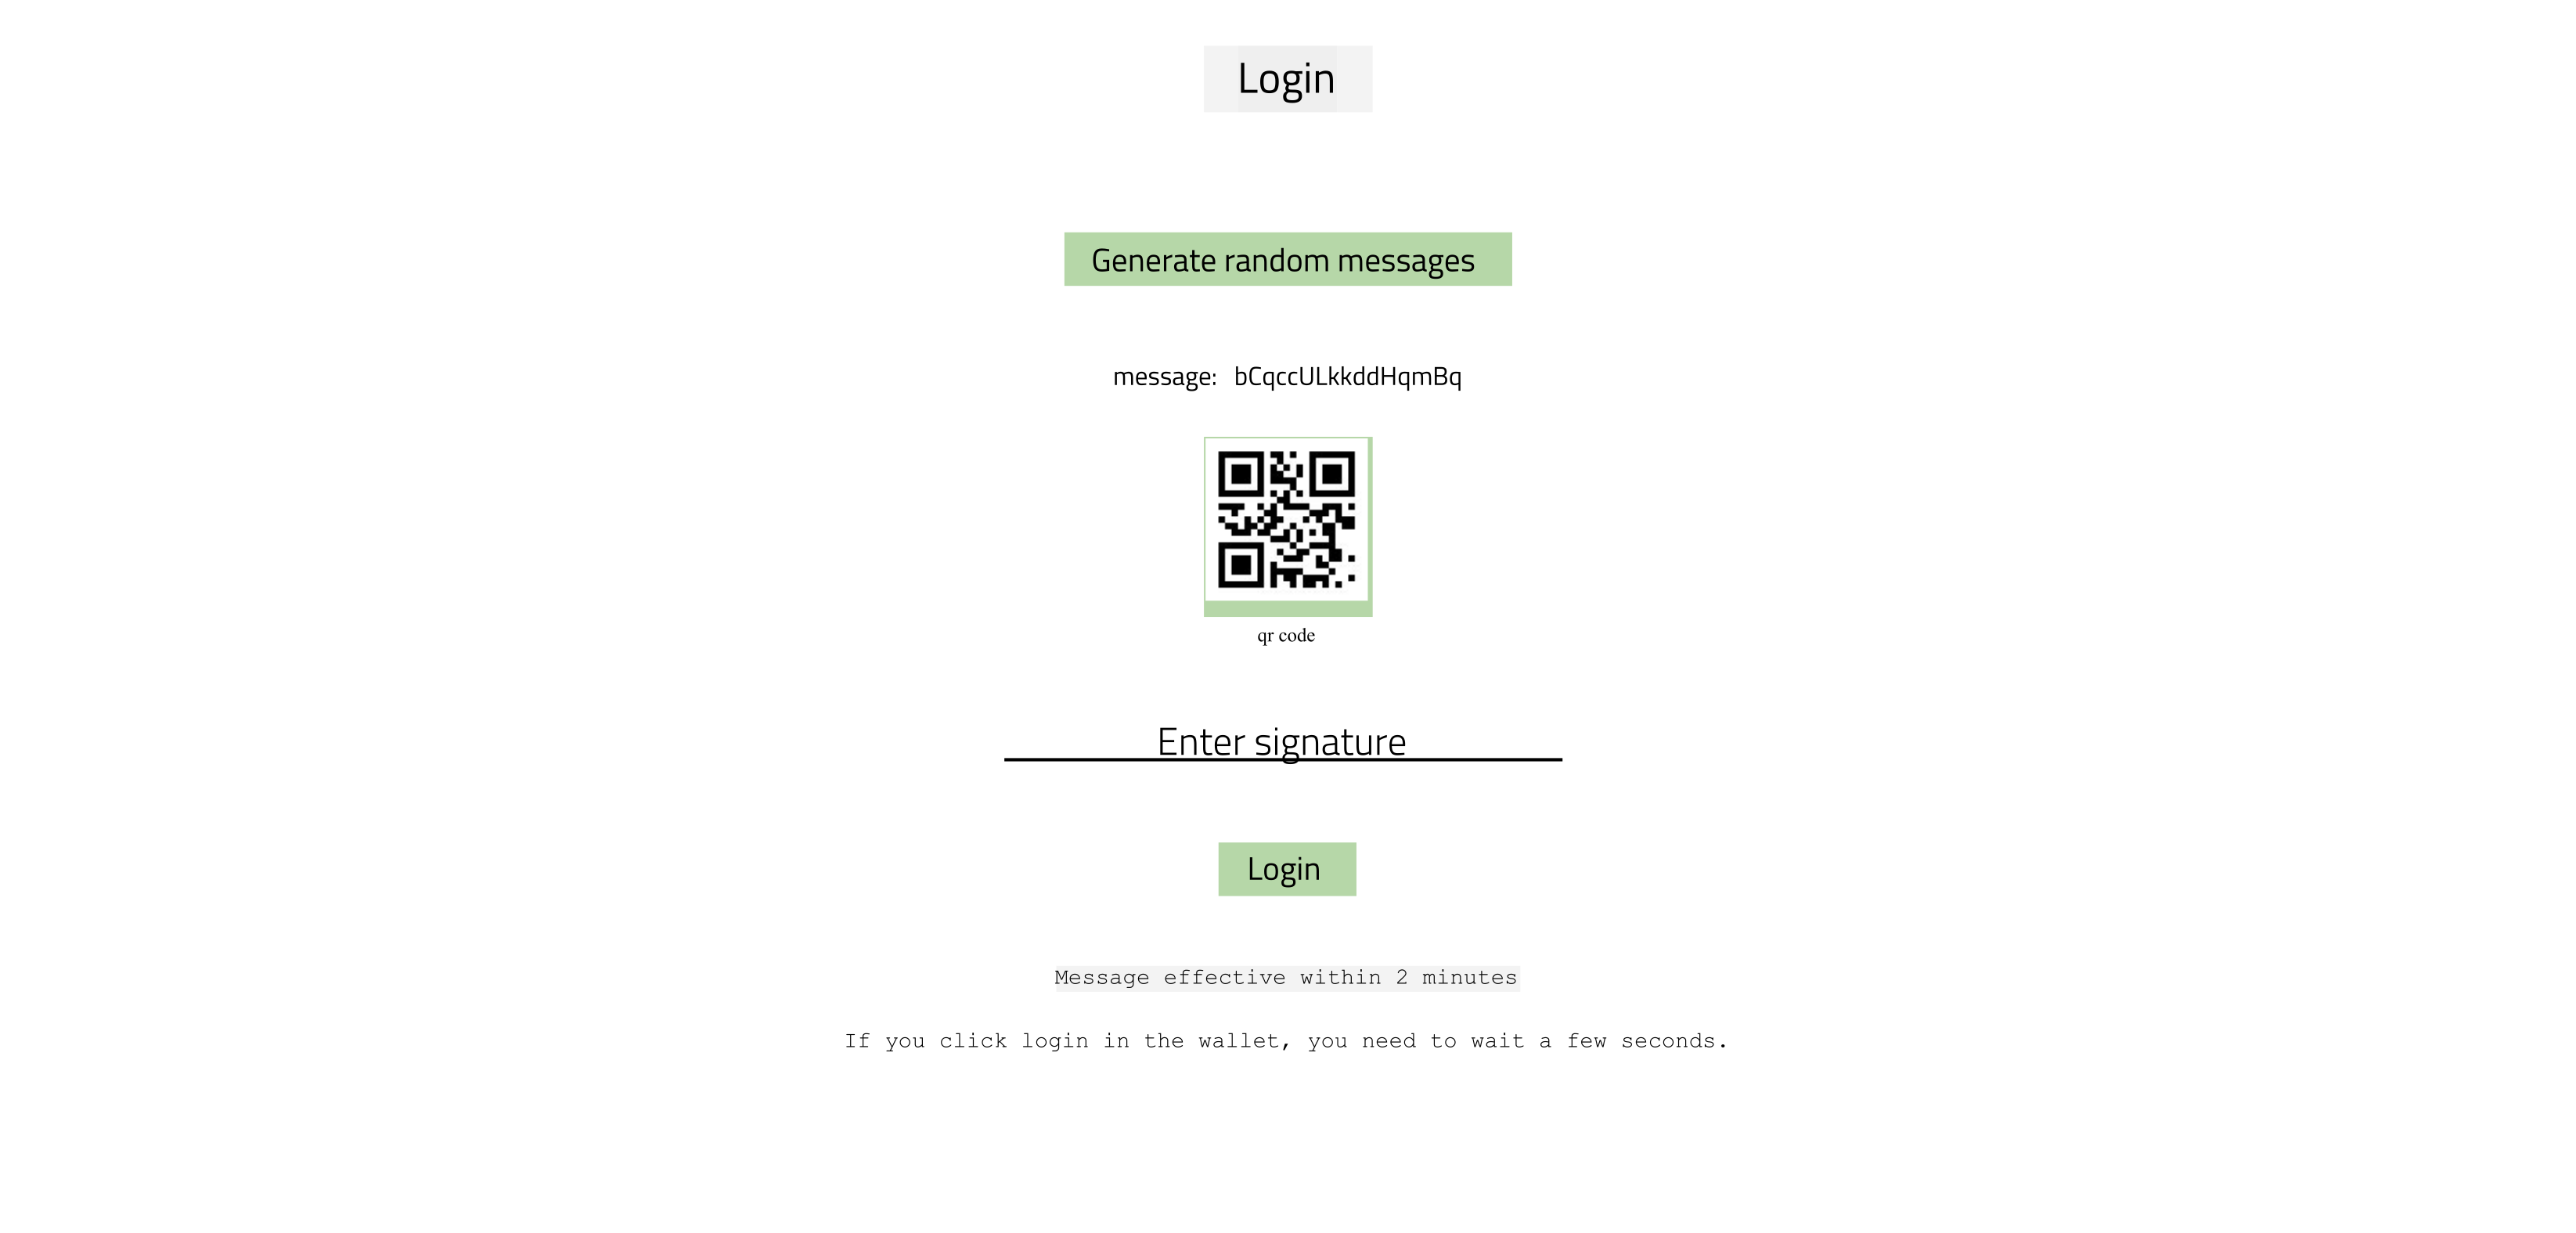 Login
Generate random messages
message: bCqccULkkddHqmBq
qr code
Enter signature
Login
Message effective within 2 minutes
If you click login in the wallet, you need to wait a few seconds.